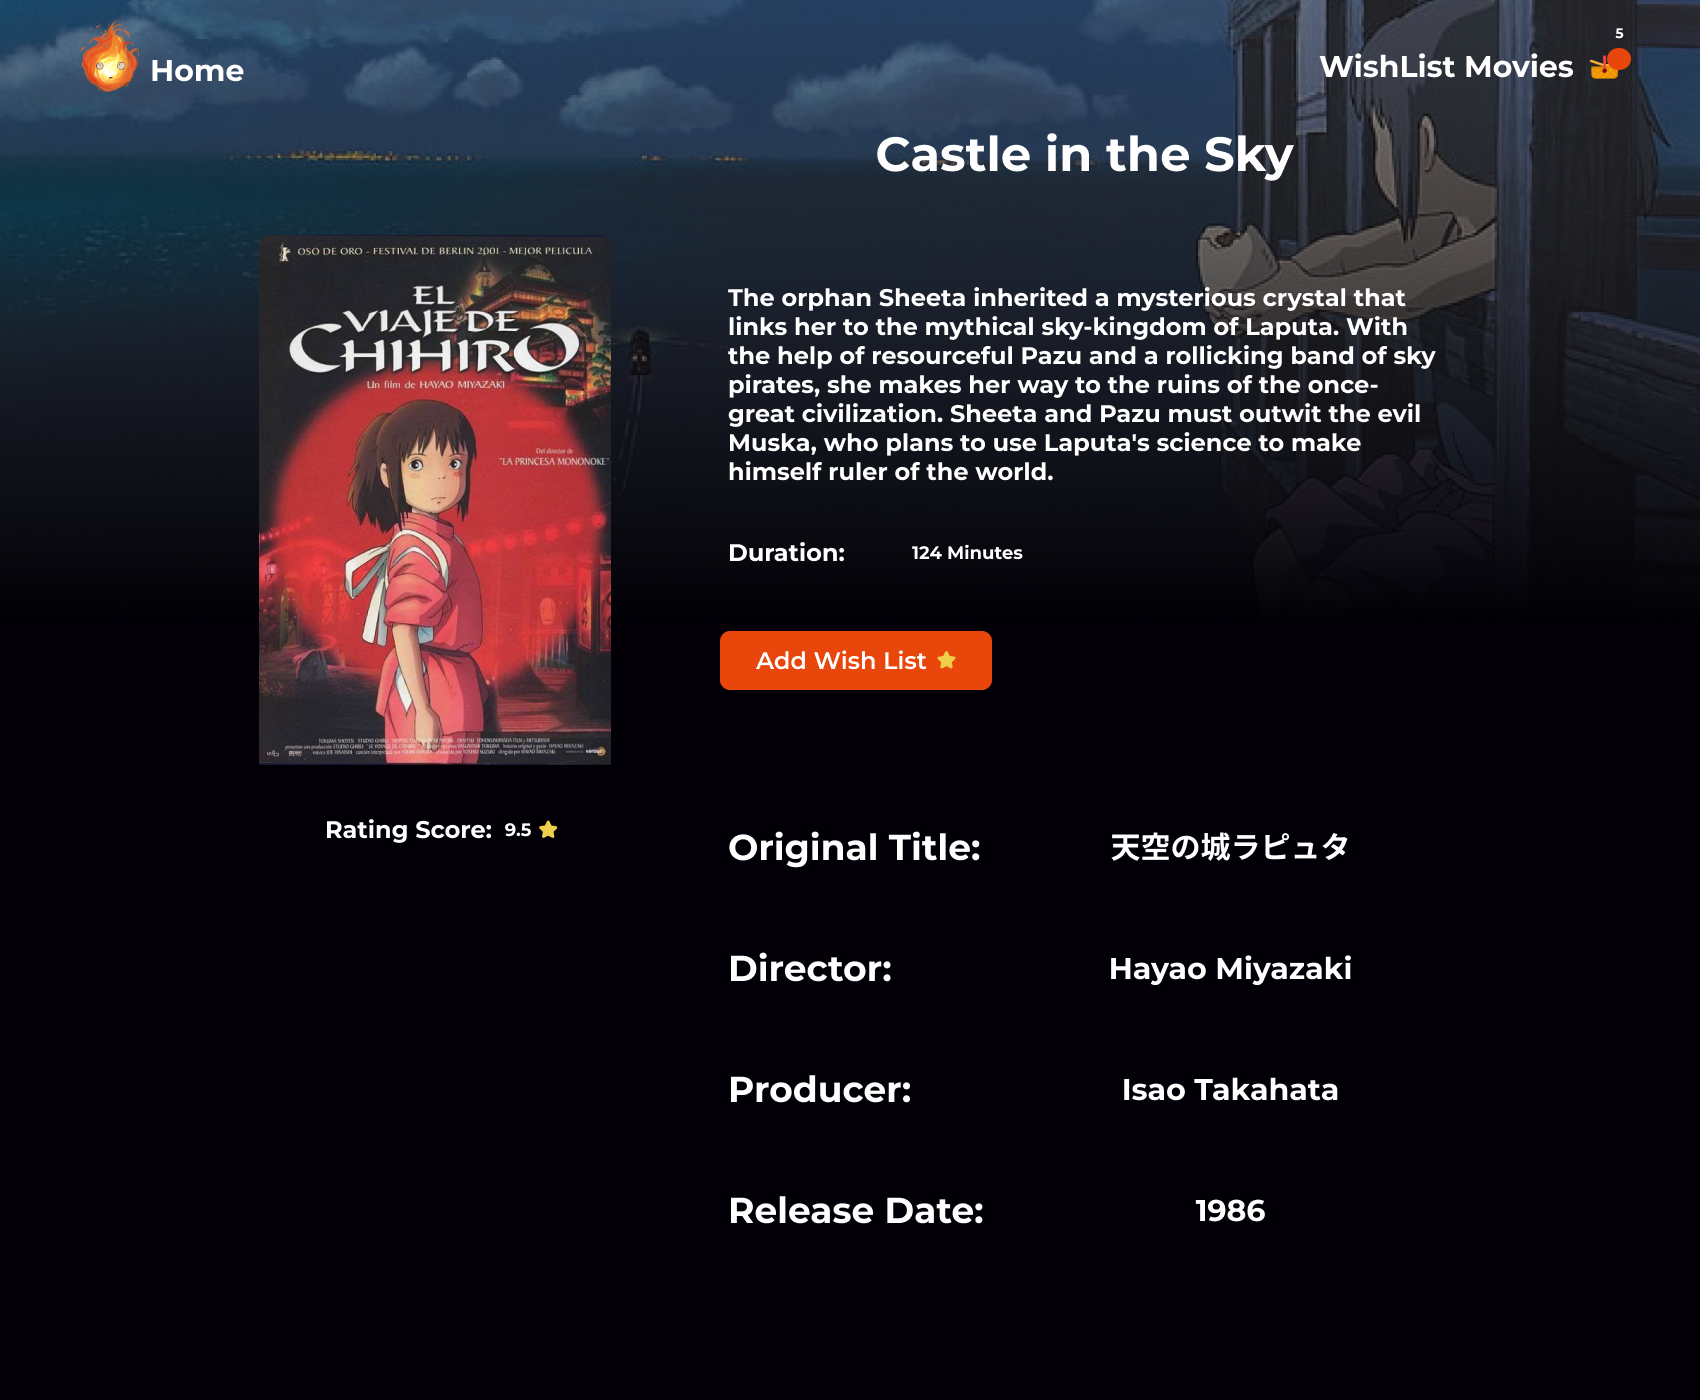 Home
WishList Movies
5
Castle in the Sky
OSO DE ORO - FESTIVAL DE BERLIN 2001 - MEJOR PELICULA
EL
VIAJE DE
CHIHIRO
Un film de HAYAO MIYAZAKI
Del director de
"LA PRINCESA MONONOKE"
The orphan Sheeta inherited a mysterious crystal that
links her to the mythical sky-kingdom of Laputa. With
the help of resourceful Pazu and a rollicking band of sky
pirates, she makes her way to the ruins of the once-
great civilization. Sheeta and Pazu must outwit the evil
Muska, who plans to use Laputa's science to make
himself ruler of the world.
Duration: 124 Minutes
Add Wish List
Rating Score: 9.5
Original Title: 天空の城ラピュタ
Director: Hayao Miyazaki
Producer: Isao Takahata
Release Date: 1986